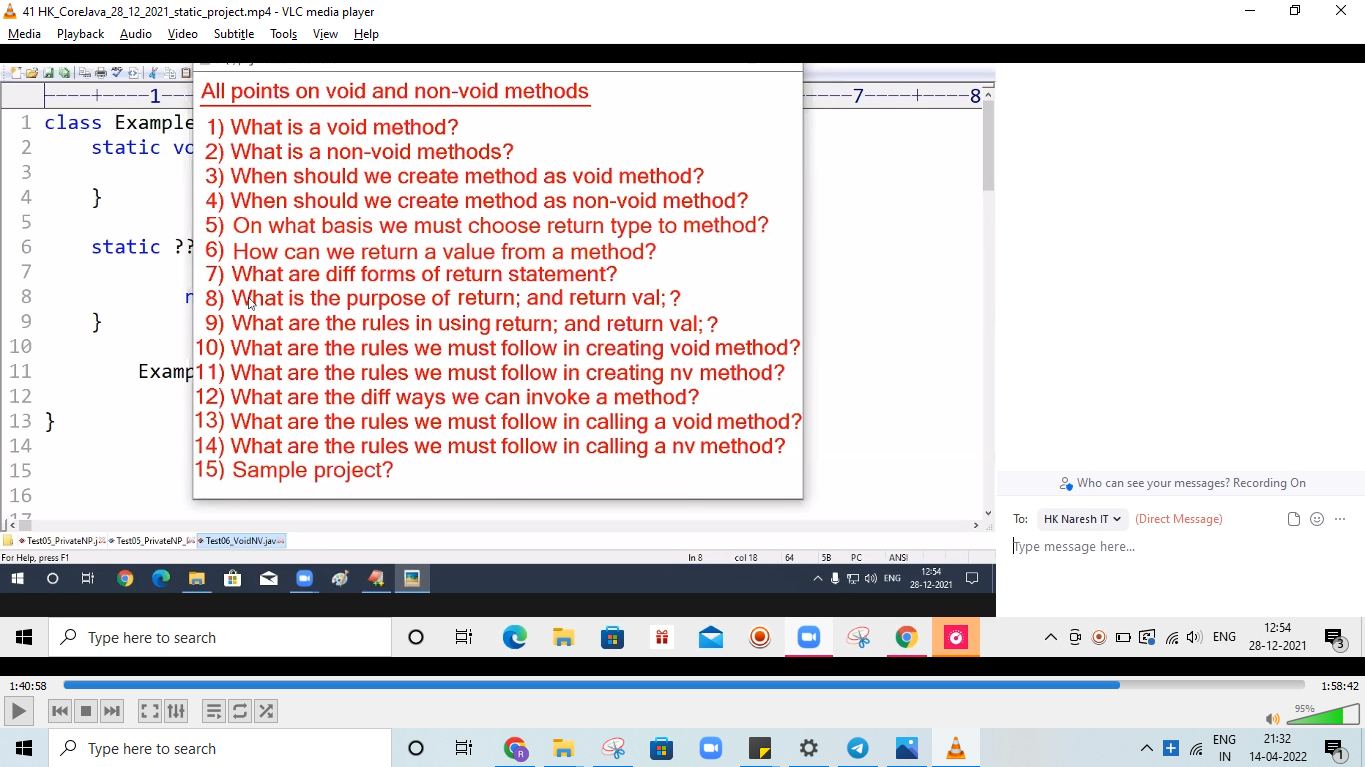 41 HK_CoreJava_28_12_2021_static_project.mp4 - VLC media player
Media Playback Audio Video Subtitle Tools View Help
----+----1-- ----7----+----8
All points on void and non-void methods
1) What is a void method?
2) What is a non-void methods?
3) When should we create method as void method?
4) When should we create method as non-void method?
5) On what basis we must choose return type to method?
6) How can we return a value from a method?
7) What are diff forms of return statement?
8) What is the purpose of return; and return val; ?
9) What are the rules in using return; and return val; ?
10) What are the rules we must follow in creating void method?
11) What are the rules we must follow in creating nv method?
12) What are the diff ways we can invoke a method?
13) What are the rules we must follow in calling a void method?
14) What are the rules we must follow in calling a nv method?
15) Sample project?
1 class Example
2 static vo
3
4 }
5
6 static ??
7
8
9 }
10
11 Examp
12
13 }
14
15
16
17
Who can see your messages? Recording On
To: HK Naresh IT (Direct Message)
Type message here...
Test05_PrivateNP.j Test05_PrivateNP_ Test06_VoidNV.jav
For Help, press F1 ln 8 col 18 64 5B PC ANSI
ENG 12:54
28-12-2021
Type here to search ENG 12:54
28-12-2021 3
1:40:58 1:58:42
95%
Type here to search ENG IN 21:32
14-04-2022 1